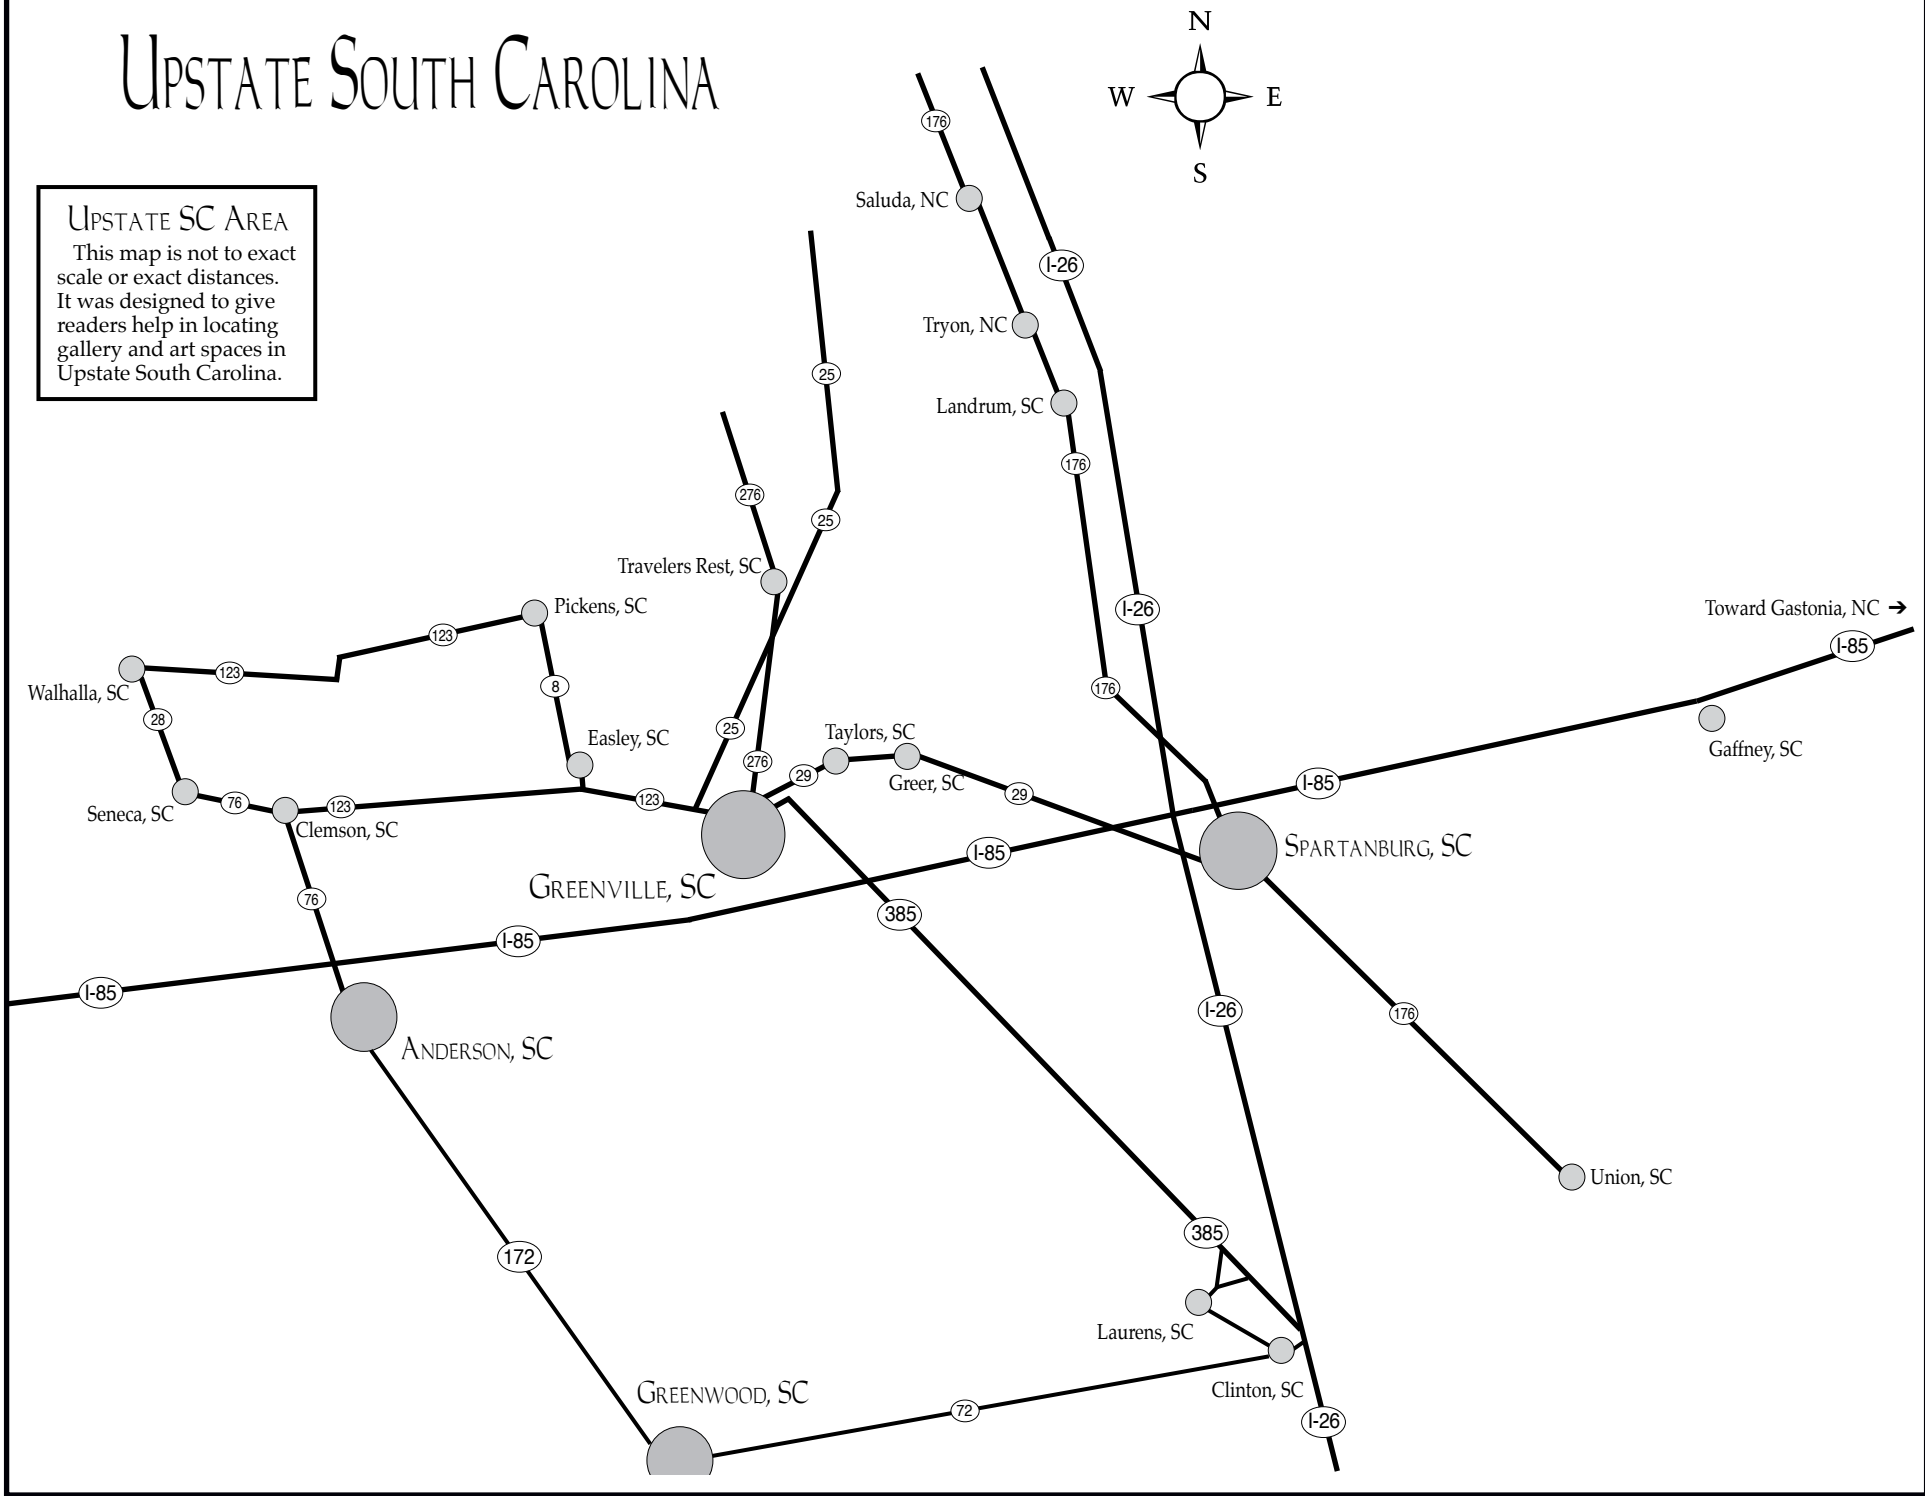 UPSTATE SOUTH CAROLINA
N
W
E
S
176
Saluda, NC
UPSTATE SC AREA
This map is not to exact
scale or exact distances.
It was designed to give
readers help in locating
gallery and art spaces in
Upstate South Carolina.
I-26
Tryon, NC
25
Landrum, SC
176
276
25
Travelers Rest, SC
Pickens, SC
I-26
Toward Gastonia, NC →
123
I-85
123
Walhalla, SC
8
176
28
25
Gaffney, SC
Easley, SC
Taylors, SC
276
29
Greer, SC
I-85
Seneca, SC
76
123
123
29
Clemson, SC
SPARTANBURG, SC
I-85
GREENVILLE, SC
76
385
I-85
I-85
I-26
176
ANDERSON, SC
Union, SC
385
172
Laurens, SC
GREENWOOD, SC
Clinton, SC
72
I-26